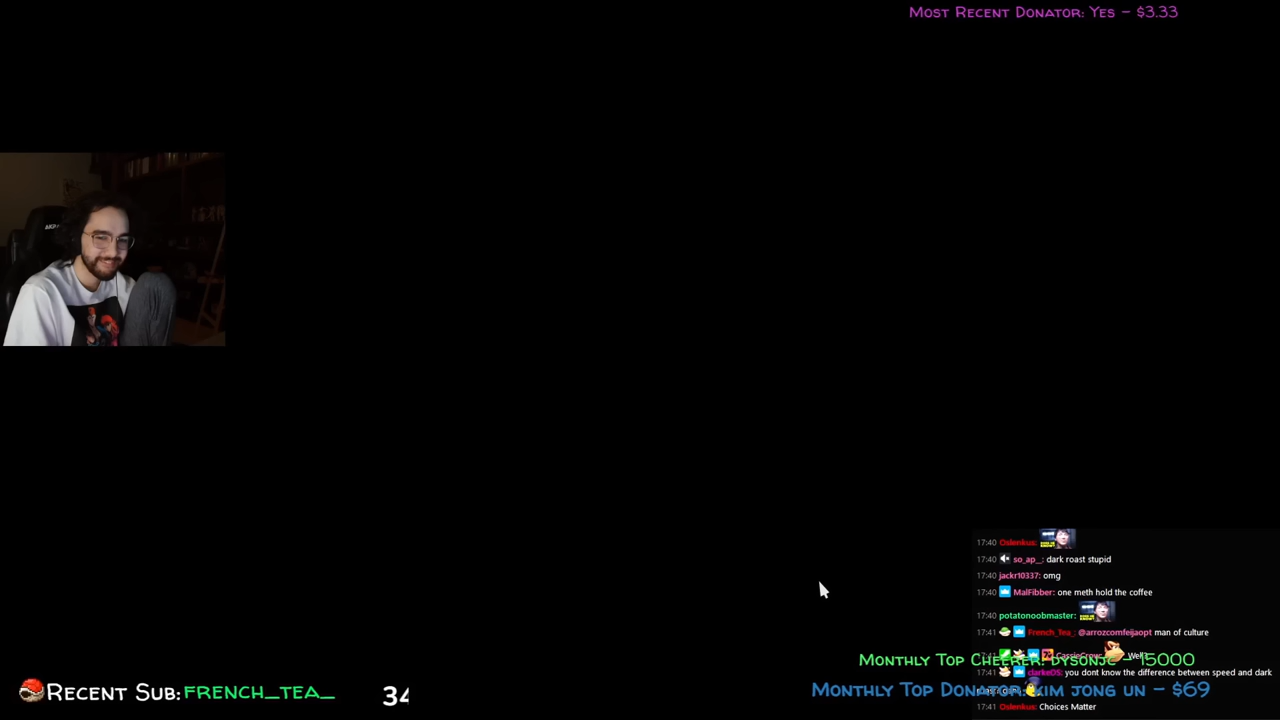 Most Recent Donator: Yes - $3.33
17:40 Oslenkus:
17:40 so_ap_: dark roast stupid
17:40 jackr10337: omg
17:40 MalFibber: one meth hold the coffee
17:40 potatonoobmaster:
17:41 French_Tea_: @arrozcomfeijaopt man of culture
Monthly Top Cheerer: dysonjc - 15000
17:41 clarkeDS: you dont know the difference between speed and dark
Monthly Top Donator: kim jong un - $69
17:41 Oslenkus: Choices Matter
Recent Sub: french_tea_
34